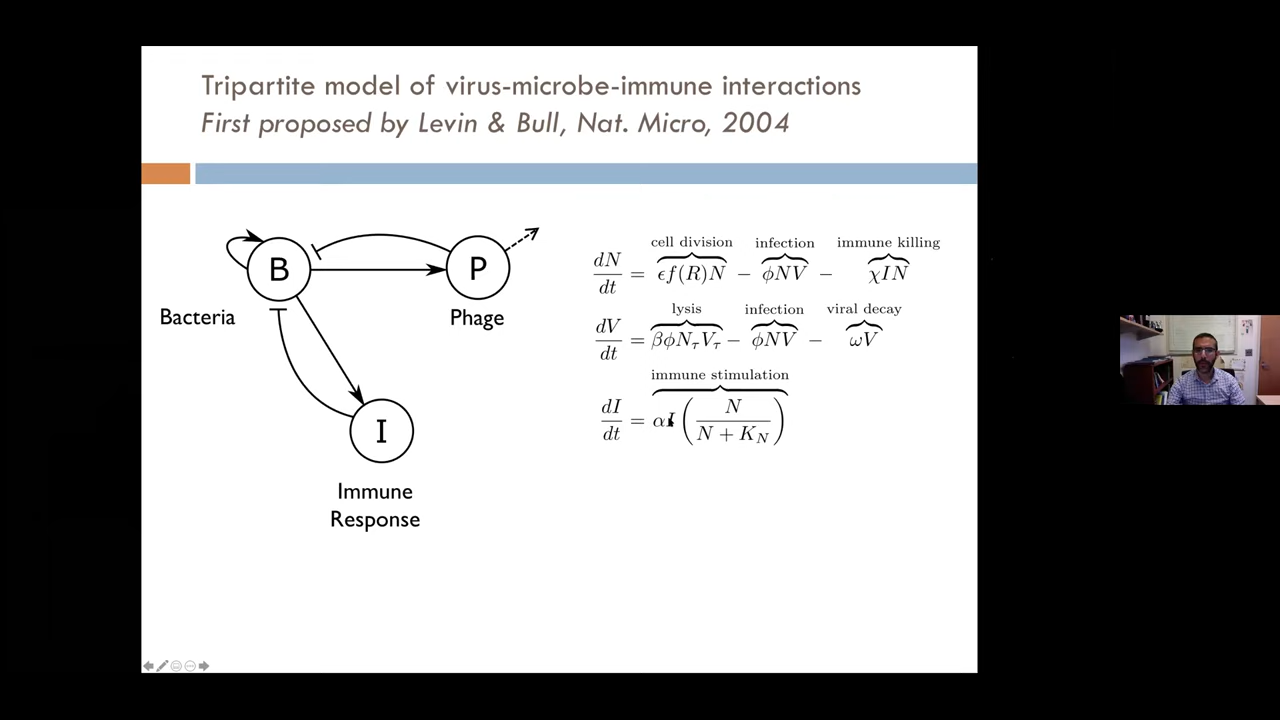 Tripartite model of virus-microbe-immune interactions
First proposed by Levin & Bull, Nat. Micro, 2004
B
P
Bacteria
Phage
I
Immune
Response
cell division infection immune killing
dN/dt = ϵf(R)N − ϕNV − χIN
lysis infection viral decay
dV/dt = βϕN_τV_τ − ϕNV − ωV
immune stimulation
dI/dt = αI (N/(N + K_N))